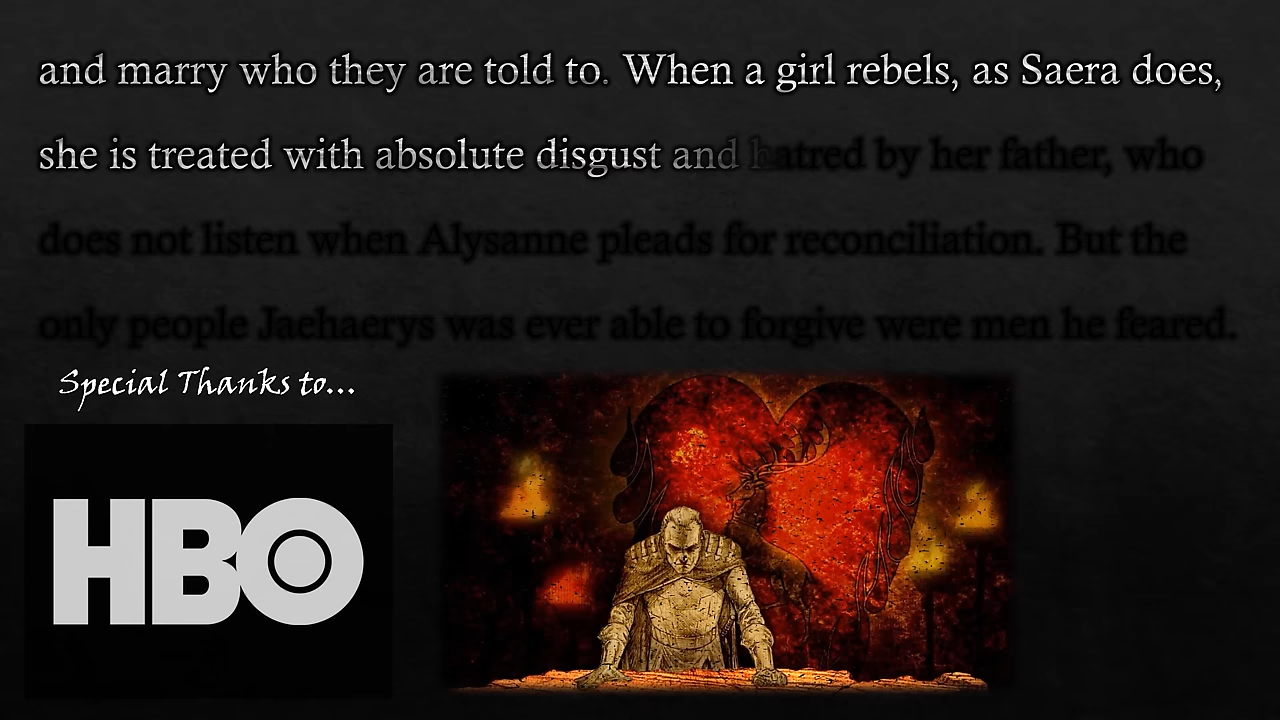 and marry who they are told to. When a girl rebels, as Saera does,
she is treated with absolute disgust and hatred by her father, who
does not listen when Alysanne pleads for reconciliation. But the
only people Jaehaerys was ever able to forgive were men he feared.
Special Thanks to...
HBO